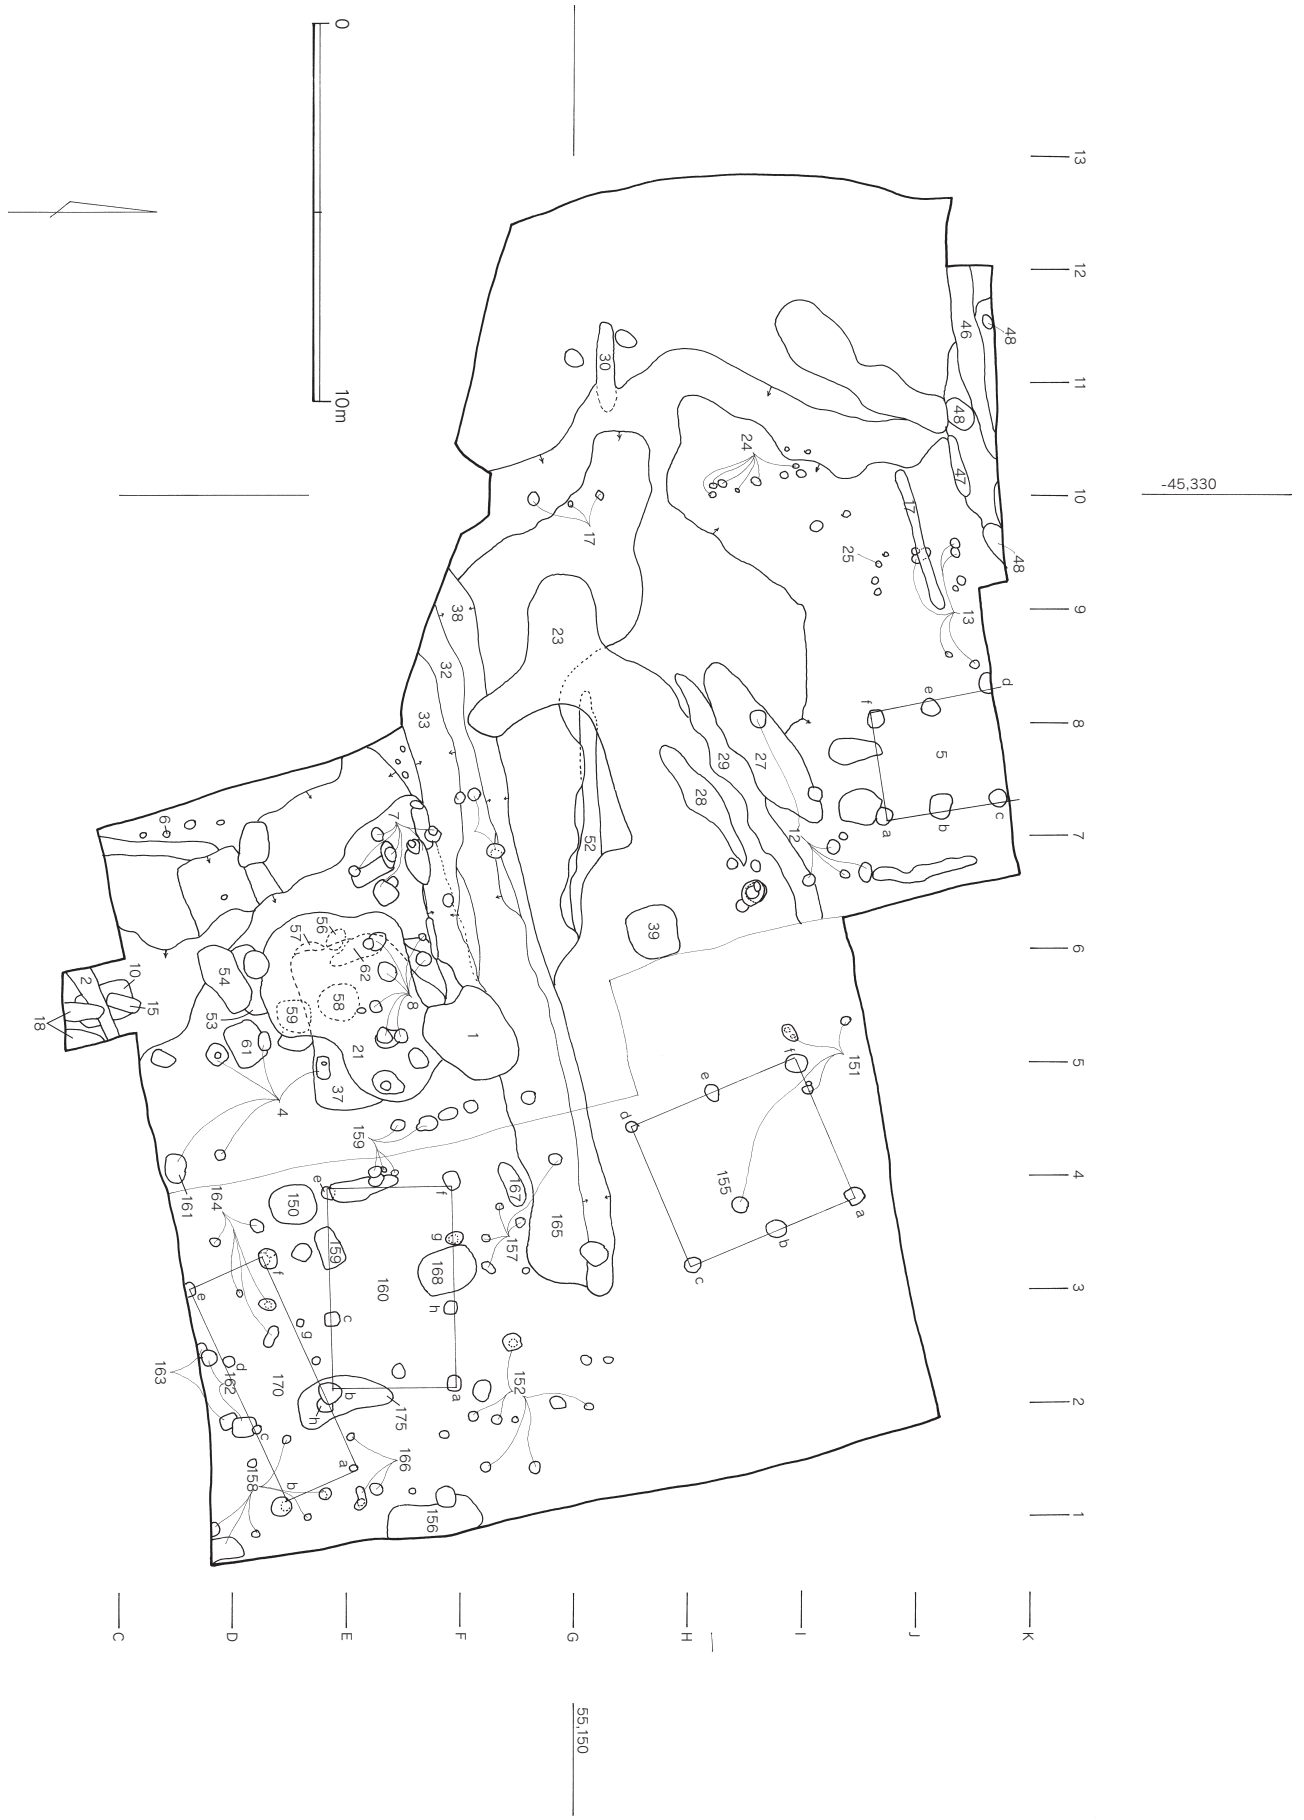 0
10m
13
12
11
10
9
8
7
6
5
4
3
2
1
-45,330
55,150
C
D
E
F
G
H
I
J
K
48
46
48
47
48
30
24
17
17
25
13
38
23
32
33
d
e
f
5
c
b
a
29
27
28
12
52
7
6
39
56
57
62
54
58
8
59
10
2
15
18
53
61
21
1
37
4
151
f
e
d
155
a
b
c
159
161
164
150
e
f
167
165
157
g
168
159
160
h
c
f
e
g
163
d
162
170
b
h
175
a
152
c
166
a
158
b
156